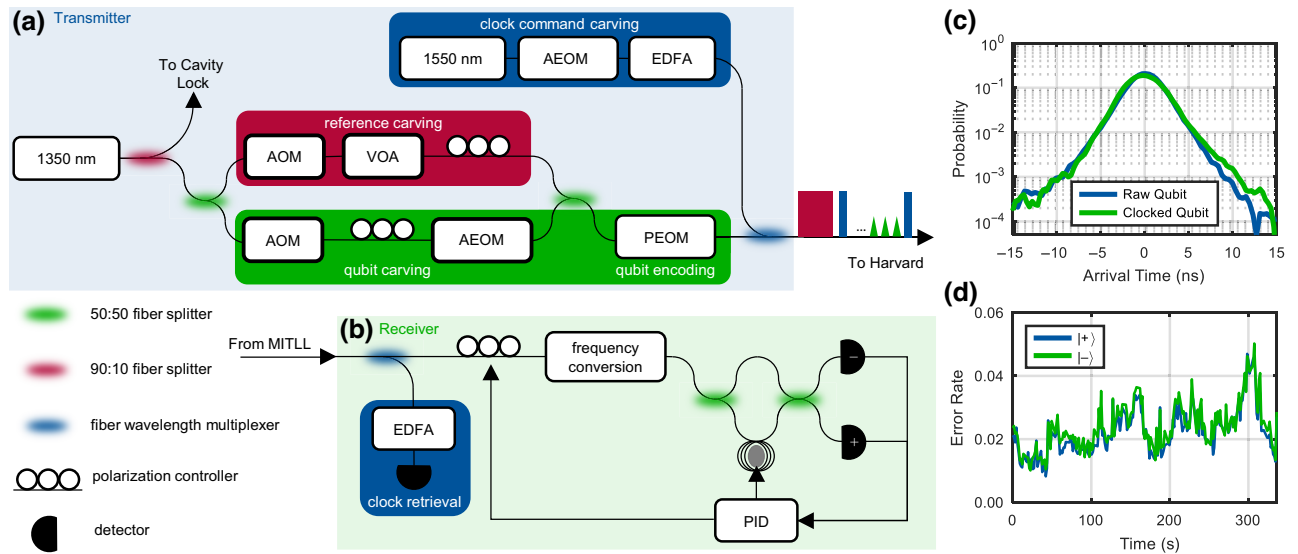 (a) Transmitter
clock command carving
1550 nm
AEOM
EDFA
To Cavity
Lock
reference carving
1350 nm
AOM
VOA
AOM
AEOM
PEOM
qubit carving
qubit encoding
...
To Harvard
50:50 fiber splitter
90:10 fiber splitter
fiber wavelength multiplexer
polarization controller
detector
(b) Receiver
From MITLL
frequency
conversion
−
+
EDFA
clock retrieval
PID
(c)
10^0
10^-1
10^-2
10^-3
10^-4
Probability
Raw Qubit
Clocked Qubit
−15 −10 −5 0 5 10 15
Arrival Time (ns)
(d)
0.06
0.04
0.02
0.00
Error Rate
|+⟩
|−⟩
0 100 200 300
Time (s)